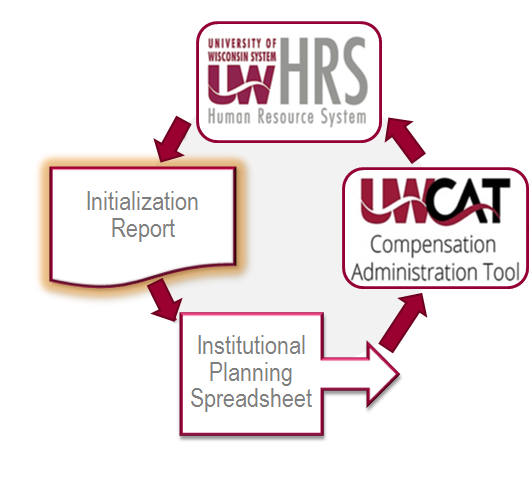 UNIVERSITY OF
WISCONSIN SYSTEM
UW HRS
Human Resource System
Initialization
Report
UWCAT
Compensation
Administration Tool
Institutional
Planning
Spreadsheet